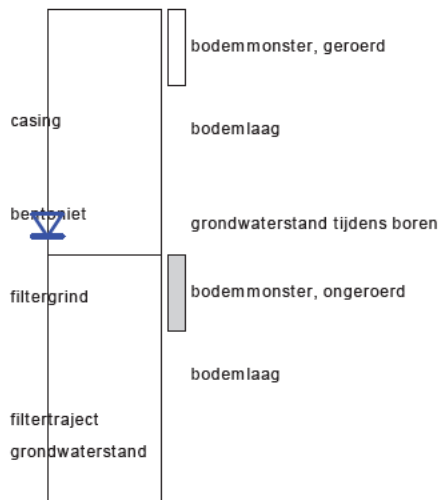 bodemmonster, geroerd
casing
bodemlaag
bentoniet
grondwaterstand tijdens boren
filtergrind
bodemmonster, ongeroerd
bodemlaag
filtertraject
grondwaterstand